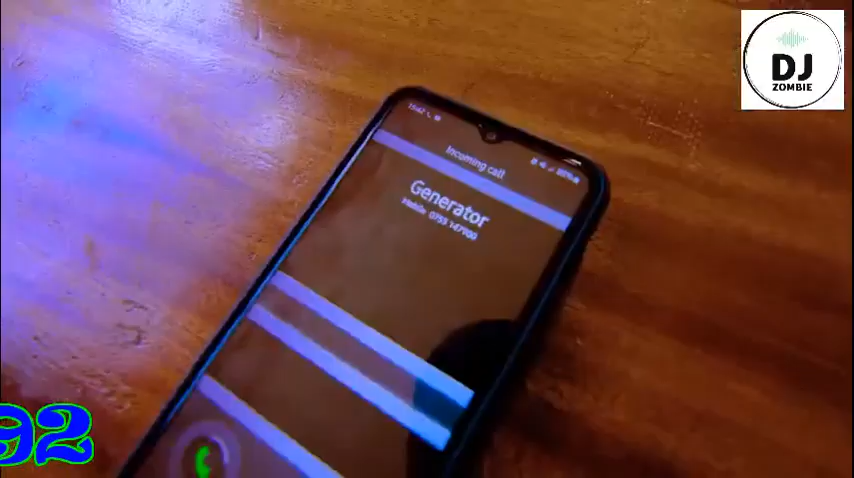 DJ
ZOMBIE
Incoming call
Generator
Mobile
92